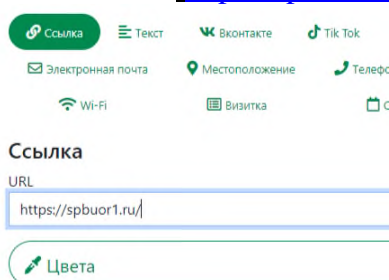 Ссылка Текст Вконтакте Tik Tok
Электронная почта Местоположение
Wi-Fi Визитка
Ссылка
URL
https://spbuor1.ru/
Цвета